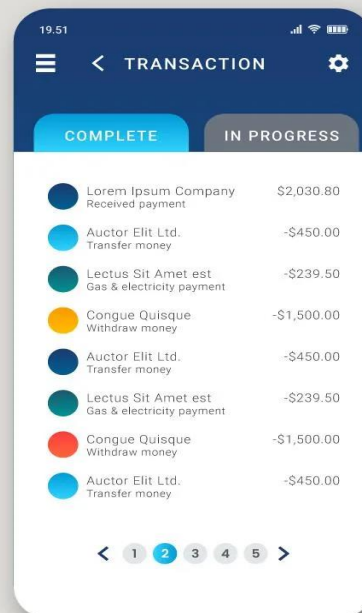 19.51
TRANSACTION
COMPLETE IN PROGRESS
Lorem Ipsum Company $2,030.80
Received payment
Auctor Elit Ltd. -$450.00
Transfer money
Lectus Sit Amet est -$239.50
Gas & electricity payment
Congue Quisque -$1,500.00
Withdraw money
Auctor Elit Ltd. -$450.00
Transfer money
Lectus Sit Amet est -$239.50
Gas & electricity payment
Congue Quisque -$1,500.00
Withdraw money
Auctor Elit Ltd. -$450.00
Transfer money
< 1 2 3 4 5 >